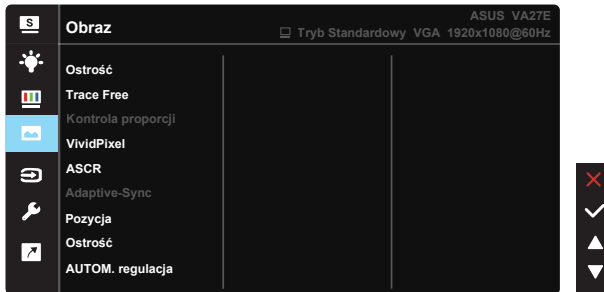 S
Obraz
ASUS VA27E
Tryb Standardowy VGA 1920x1080@60Hz
Ostrość
Trace Free
Kontrola proporcji
VividPixel
ASCR
Adaptive-Sync
Pozycja
Ostrość
AUTOM. regulacja